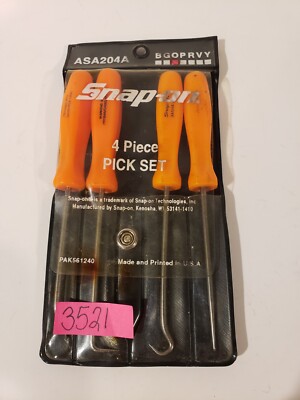 ASA204A BGOPRVY
Snap-on
4 Piece
PICK SET
Snap-on® is a trademark of Snap-on Technologies, Inc.
Manufactured by Snap-on, Kenosha, WI 53141-1410
PAK561240 Made and Printed in U.S.A
3521